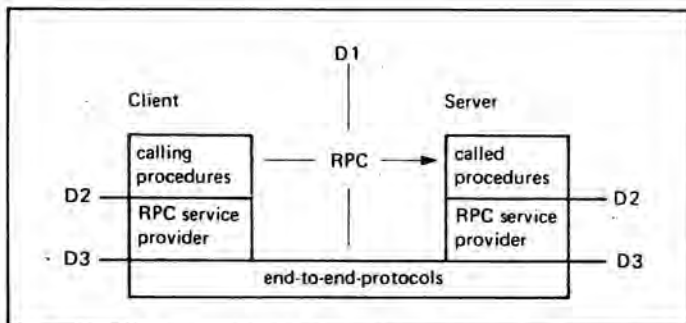 D1
Client
Server
calling
procedures
RPC
called
procedures
D2
D2
RPC service
provider
RPC service
provider
D3
D3
end-to-end-protocols